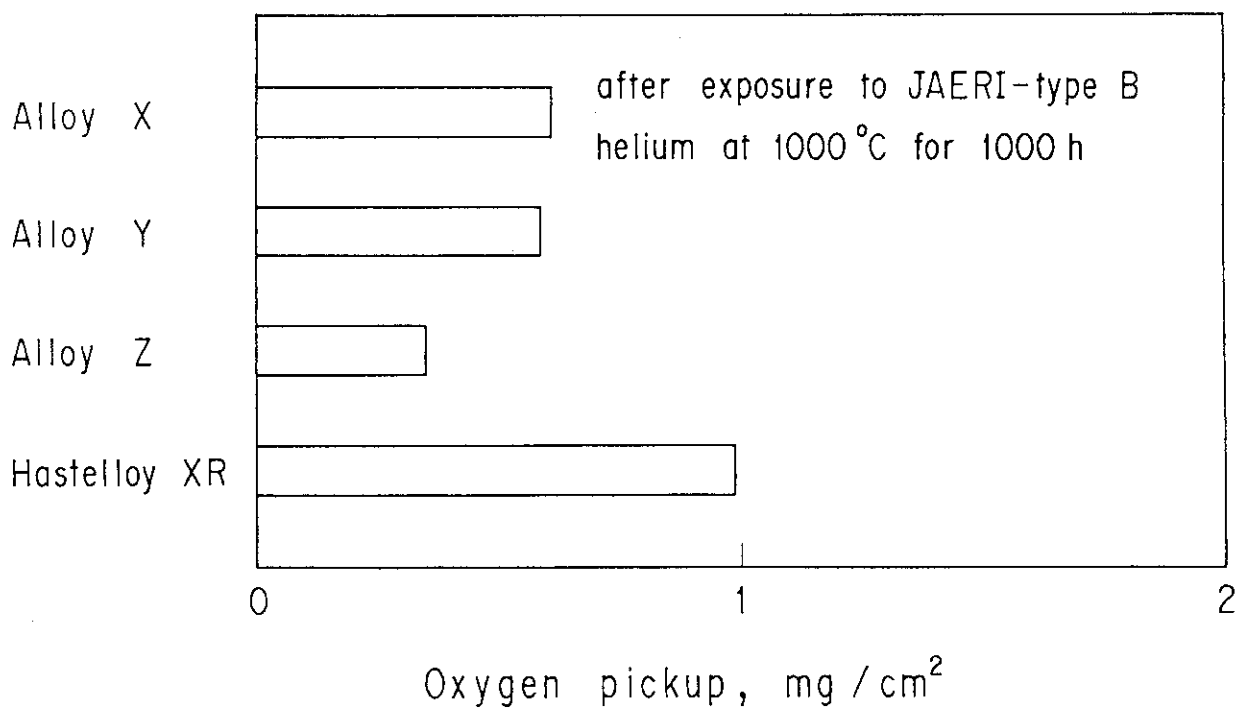 after exposure to JAERI-type B
helium at 1000 °C for 1000 h
Alloy X
Alloy Y
Alloy Z
Hastelloy XR
0 1 2
Oxygen pickup, mg/cm²